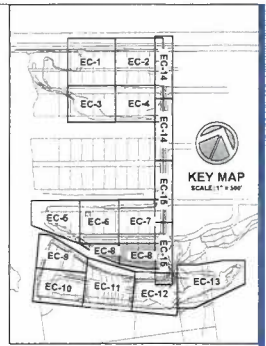 EC-1 EC-2
EC-14
EC-3 EC-4
EC-14
KEY MAP
SCALE: 1" = 500'
EC-15
EC-5 EC-6 EC-7
EC-8 EC-8
EC-15
EC-9
EC-10 EC-11 EC-12 EC-13